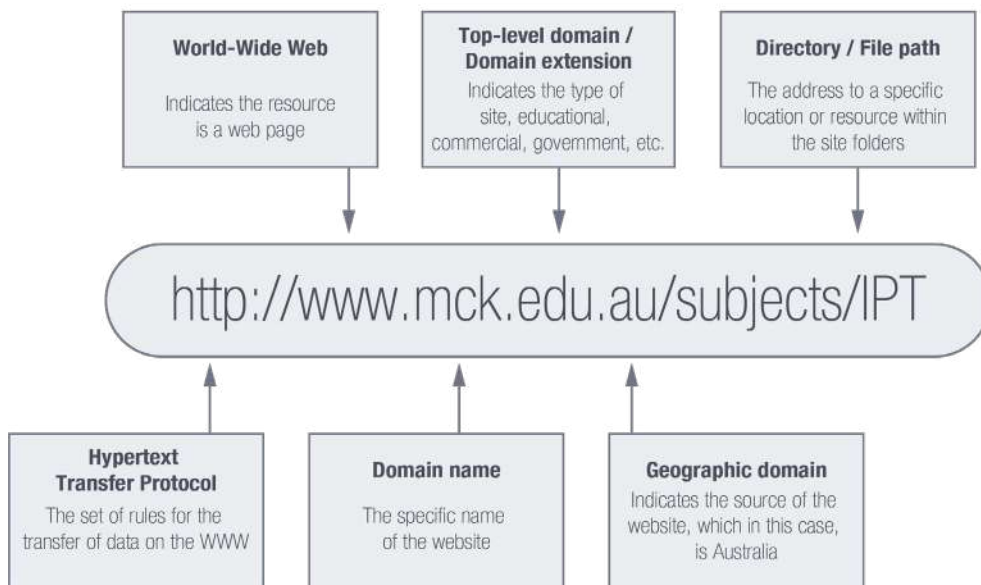 World-Wide Web
Indicates the resource
is a web page
Top-level domain /
Domain extension
Indicates the type of
site, educational,
commercial, government, etc.
Directory / File path
The address to a specific
location or resource within
the site folders
http://www.mck.edu.au/subjects/IPT
Hypertext
Transfer Protocol
The set of rules for the
transfer of data on the WWW
Domain name
The specific name
of the website
Geographic domain
Indicates the source of the
website, which in this case,
is Australia